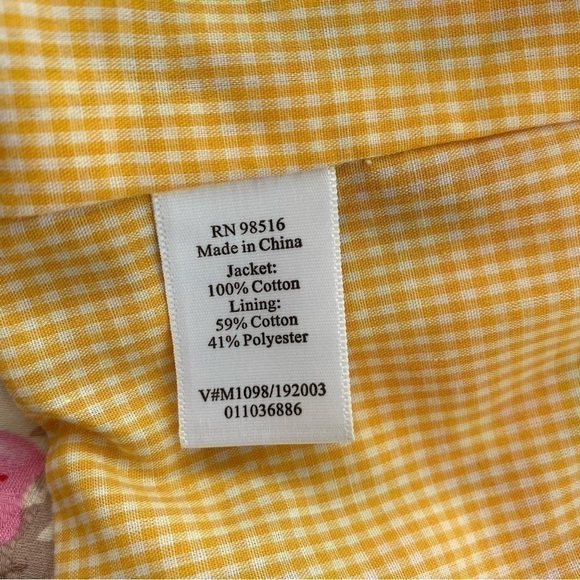 RN 98516
Made in China
Jacket:
100% Cotton
Lining:
59% Cotton
41% Polyester
V#M1098/192003
011036886